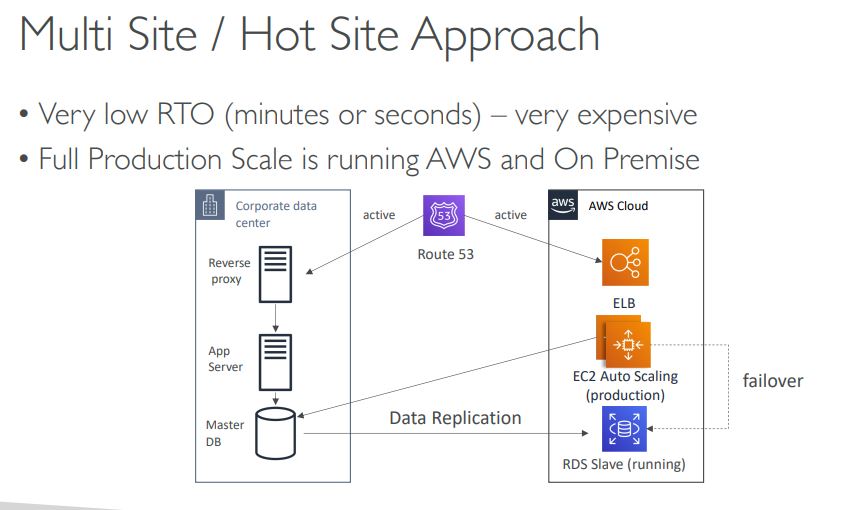 Multi Site / Hot Site Approach
• Very low RTO (minutes or seconds) – very expensive
• Full Production Scale is running AWS and On Premise
Corporate data
center
active
53
active
aws
AWS Cloud
Route 53
Reverse
proxy
ELB
App
Server
EC2 Auto Scaling
(production)
failover
Master
DB
Data Replication
RDS Slave (running)